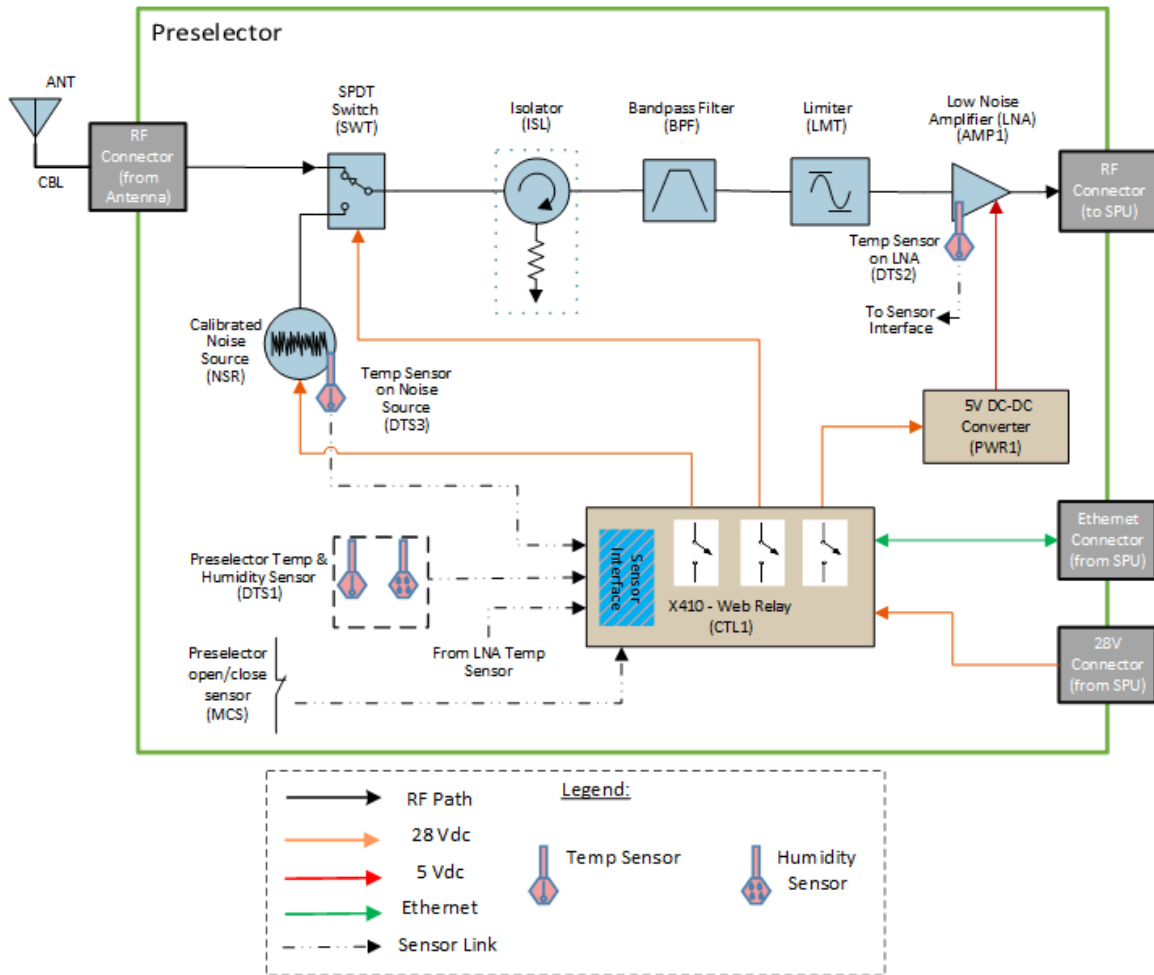 Preselector
ANT
CBL
RF
Connector
(from
Antenna)
SPDT
Switch
(SWT)
Isolator
(ISL)
Bandpass Filter
(BPF)
Limiter
(LMT)
Low Noise
Amplifier (LNA)
(AMP1)
RF
Connector
(to SPU)
Temp Sensor
on LNA
(DTS2)
To Sensor
Interface
Calibrated
Noise
Source
(NSR)
Temp Sensor
on Noise
Source
(DTS3)
5V DC-DC
Converter
(PWR1)
Preselector Temp &
Humidity Sensor
(DTS1)
Sensor
Interface
X410 - Web Relay
(CTL1)
Ethernet
Connector
(from SPU)
From LNA Temp
Sensor
Preselector
open/close
sensor
(MCS)
28V
Connector
(from SPU)
Legend:
RF Path
28 Vdc
5 Vdc
Ethernet
Sensor Link
Temp Sensor
Humidity
Sensor